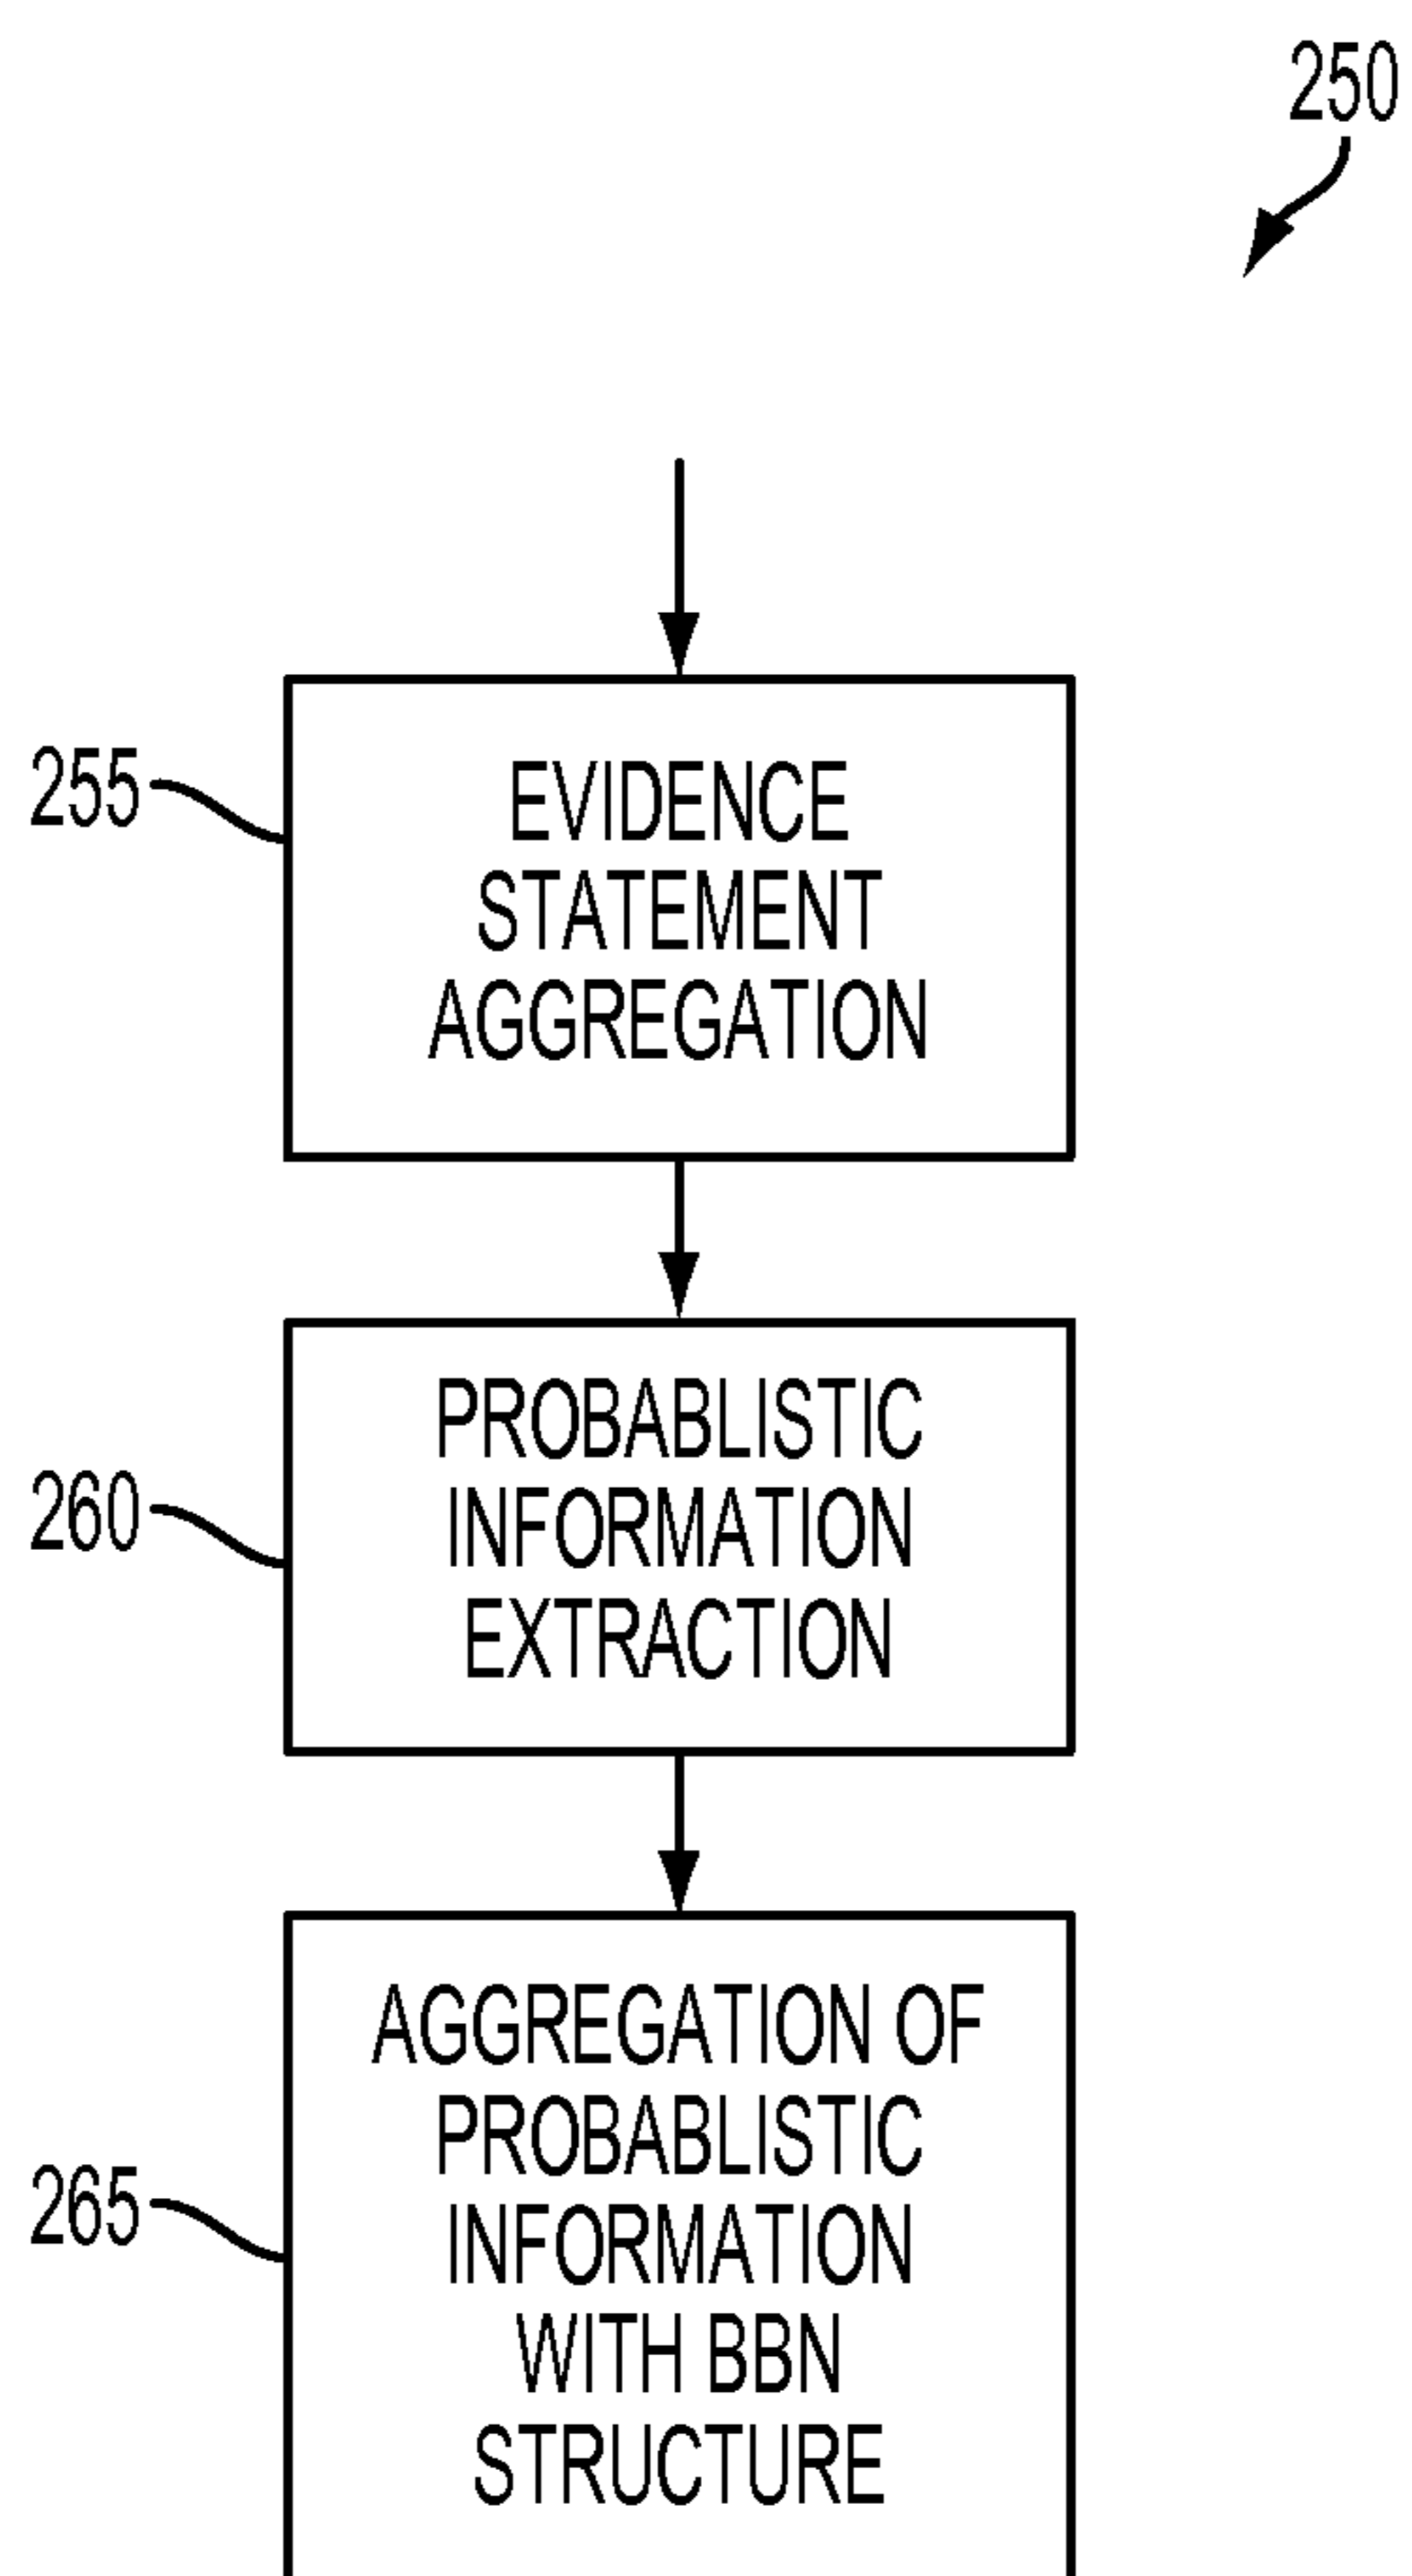 250
255
EVIDENCE
STATEMENT
AGGREGATION
260
PROBABLISTIC
INFORMATION
EXTRACTION
265
AGGREGATION OF
PROBABLISTIC
INFORMATION
WITH BBN
STRUCTURE